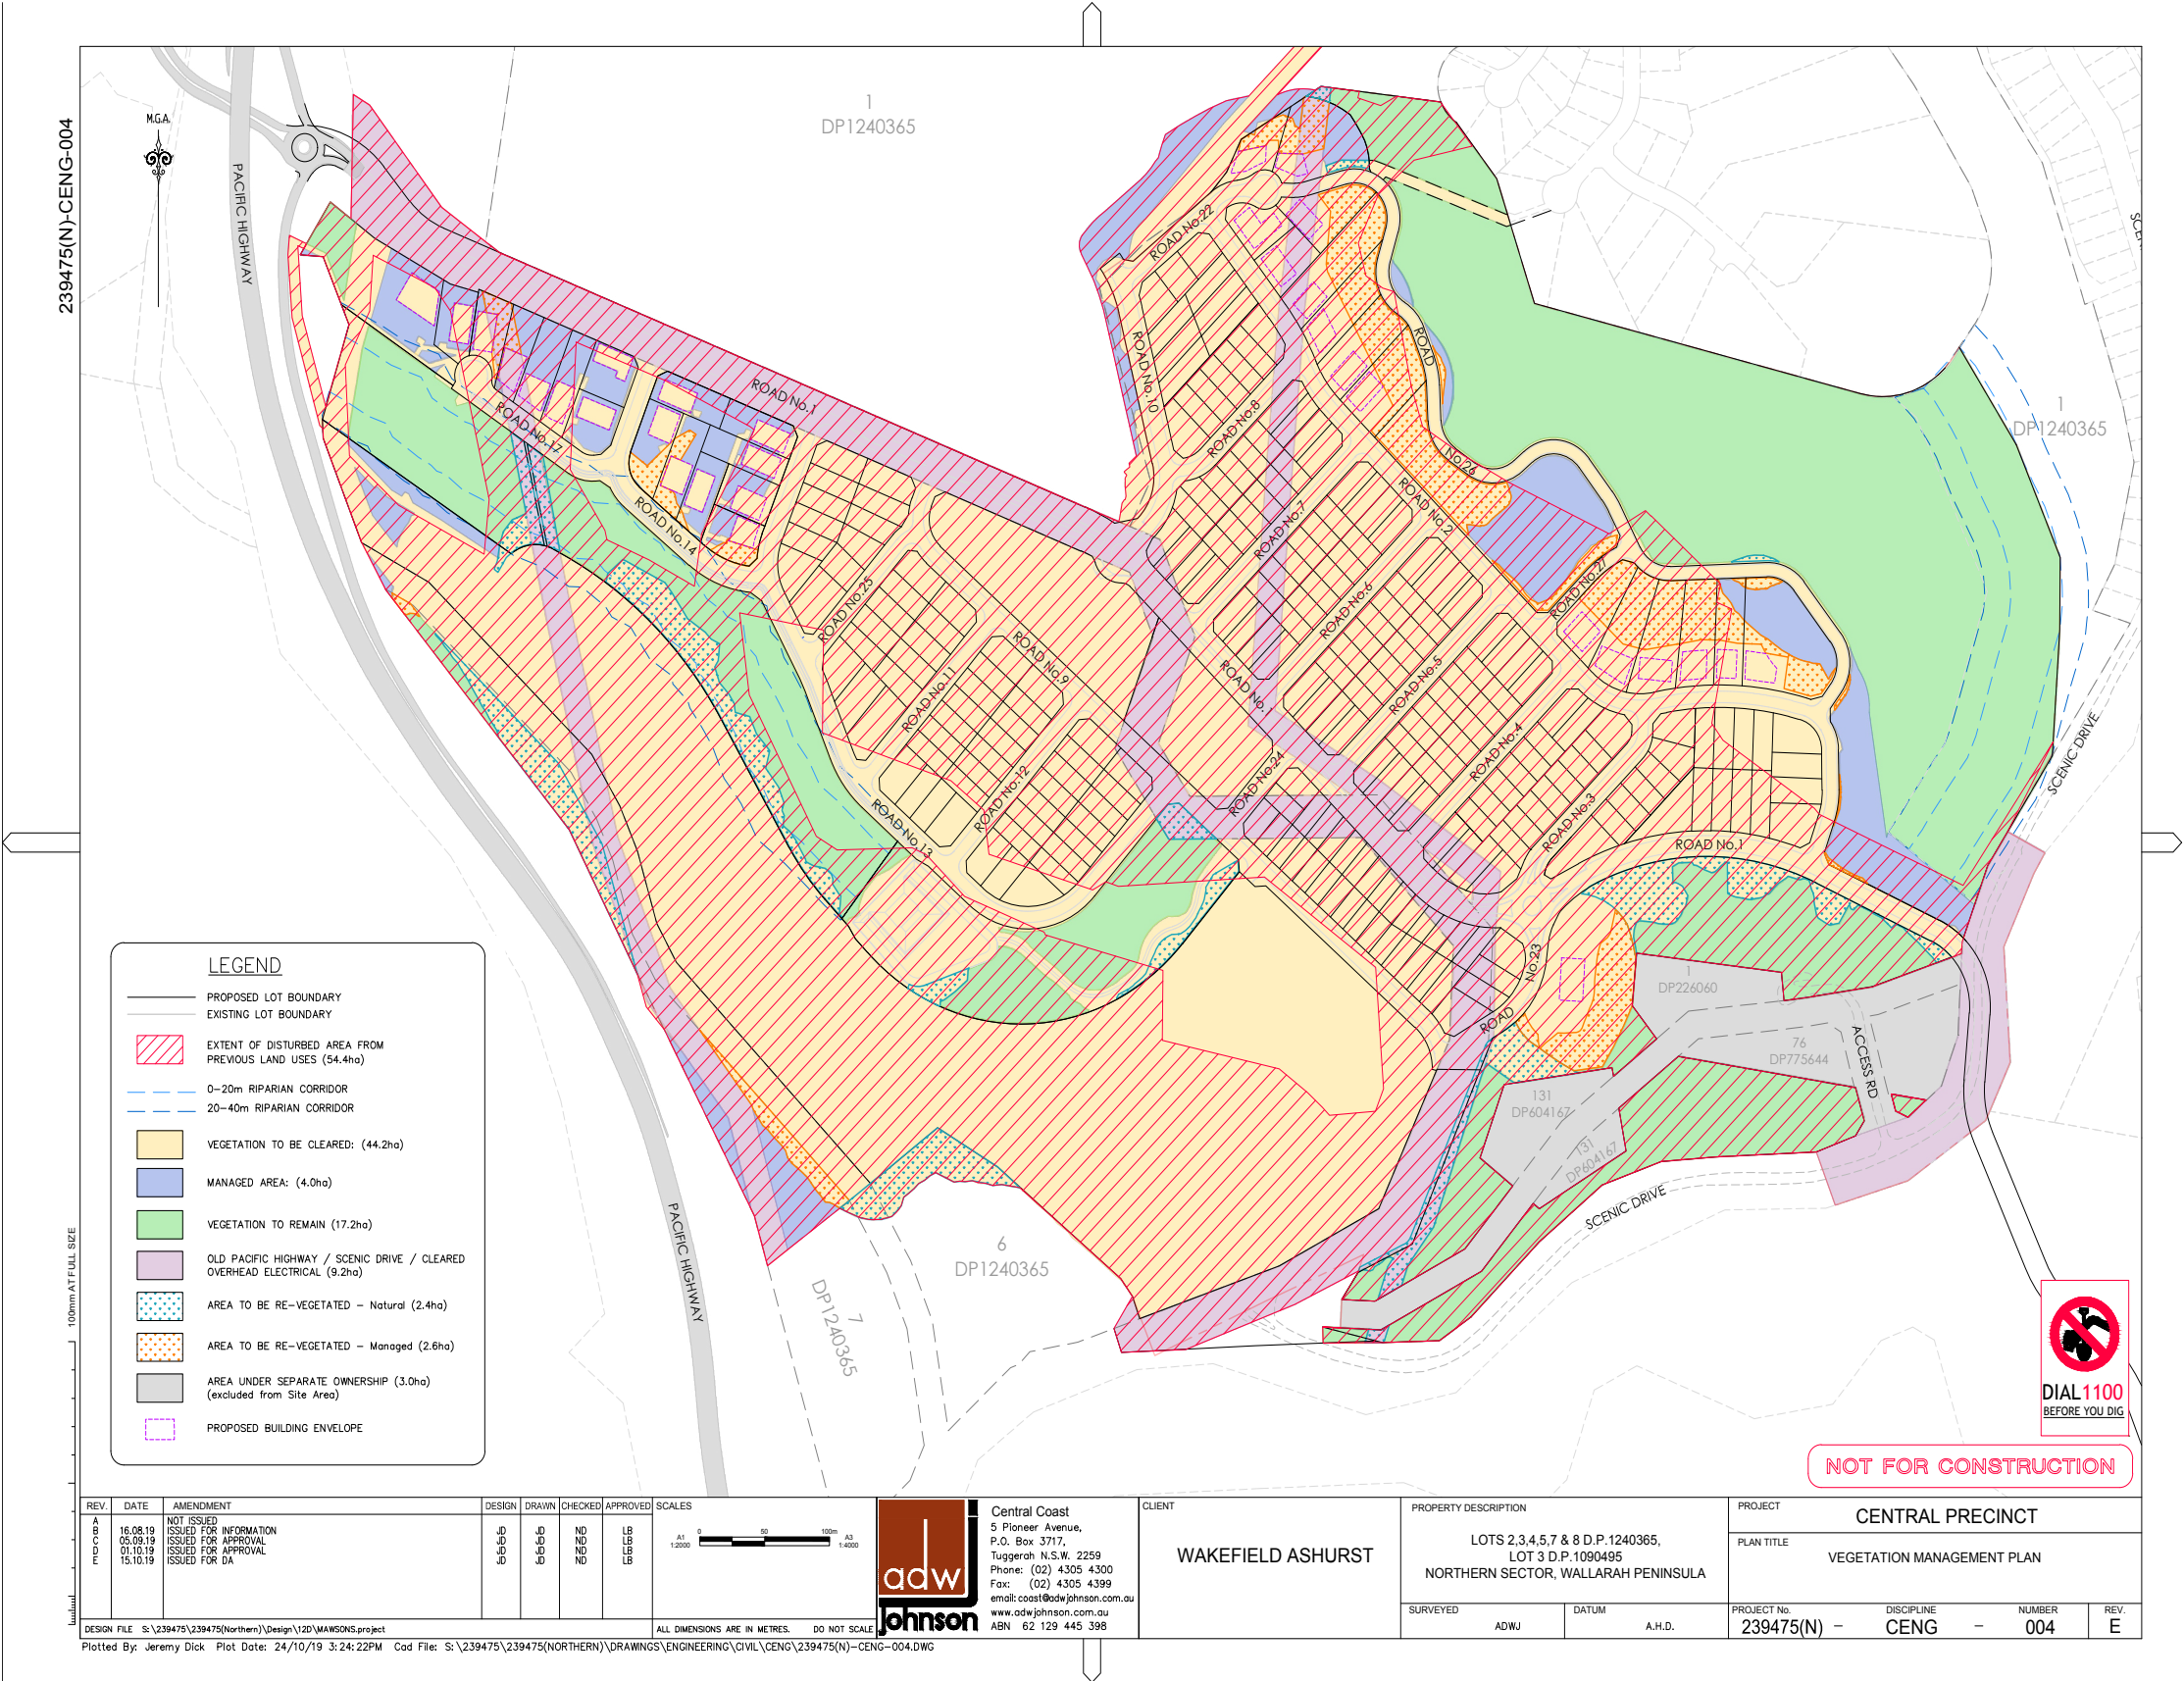 239475(N)-CENG-004
M.G.A.
PACIFIC HIGHWAY
1
DP1240365
ROAD No.22
ROAD No.10
ROAD No.8
ROAD
No.26
ROAD No.7
ROAD No.2
ROAD No.27
ROAD No.6
ROAD No.5
ROAD No.4
ROAD No.3
ROAD No.1
ROAD No.17
ROAD No.14
ROAD No.1
ROAD No.25
ROAD No.11
ROAD No.9
ROAD No.12
ROAD No.13
ROAD No.1
ROAD No.24
ROAD
No.23
1
DP1240365
SCENIC DRIVE
1
DP226060
76
DP775644
ACCESS RD
131
DP604167
131
DP604167
SCENIC DRIVE
6
DP1240365
7
DP1240365
PACIFIC HIGHWAY
LEGEND
PROPOSED LOT BOUNDARY
EXISTING LOT BOUNDARY
EXTENT OF DISTURBED AREA FROM
PREVIOUS LAND USES (54.4ha)
0-20m RIPARIAN CORRIDOR
20-40m RIPARIAN CORRIDOR
VEGETATION TO BE CLEARED: (44.2ha)
MANAGED AREA: (4.0ha)
VEGETATION TO REMAIN (17.2ha)
OLD PACIFIC HIGHWAY / SCENIC DRIVE / CLEARED
OVERHEAD ELECTRICAL (9.2ha)
AREA TO BE RE-VEGETATED - Natural (2.4ha)
AREA TO BE RE-VEGETATED - Managed (2.6ha)
AREA UNDER SEPARATE OWNERSHIP (3.0ha)
(excluded from Site Area)
PROPOSED BUILDING ENVELOPE
100mm AT FULL SIZE
DIAL1100
BEFORE YOU DIG
NOT FOR CONSTRUCTION
REV. DATE AMENDMENT DESIGN DRAWN CHECKED APPROVED
A NOT ISSUED
B 16.08.19 ISSUED FOR INFORMATION JD JD ND LB
C 05.09.19 ISSUED FOR APPROVAL JD JD ND LB
D 01.10.19 ISSUED FOR APPROVAL JD JD ND LB
E 15.10.19 ISSUED FOR DA JD JD ND LB
DESIGN FILE S:\239475\239475(Northern)\Design\12D\MAWSONS.project
SCALES
0 50 100m
A1 1:2000
A3 1:4000
ALL DIMENSIONS ARE IN METRES. DO NOT SCALE
adw
johnson
Central Coast
5 Pioneer Avenue,
P.O. Box 3717,
Tuggerah N.S.W. 2259
Phone: (02) 4305 4300
Fax: (02) 4305 4399
email: coast@adwjohnson.com.au
www.adwjohnson.com.au
ABN 62 129 445 398
CLIENT
WAKEFIELD ASHURST
PROPERTY DESCRIPTION
LOTS 2,3,4,5,7 & 8 D.P.1240365,
LOT 3 D.P.1090495
NORTHERN SECTOR, WALLARAH PENINSULA
SURVEYED
ADWJ
DATUM
A.H.D.
PROJECT
CENTRAL PRECINCT
PLAN TITLE
VEGETATION MANAGEMENT PLAN
PROJECT No. DISCIPLINE NUMBER REV.
239475(N) - CENG - 004 E
Plotted By: Jeremy Dick Plot Date: 24/10/19 3:24:22PM Cad File: S:\239475\239475(NORTHERN)\DRAWINGS\ENGINEERING\CIVIL\CENG\239475(N)-CENG-004.DWG